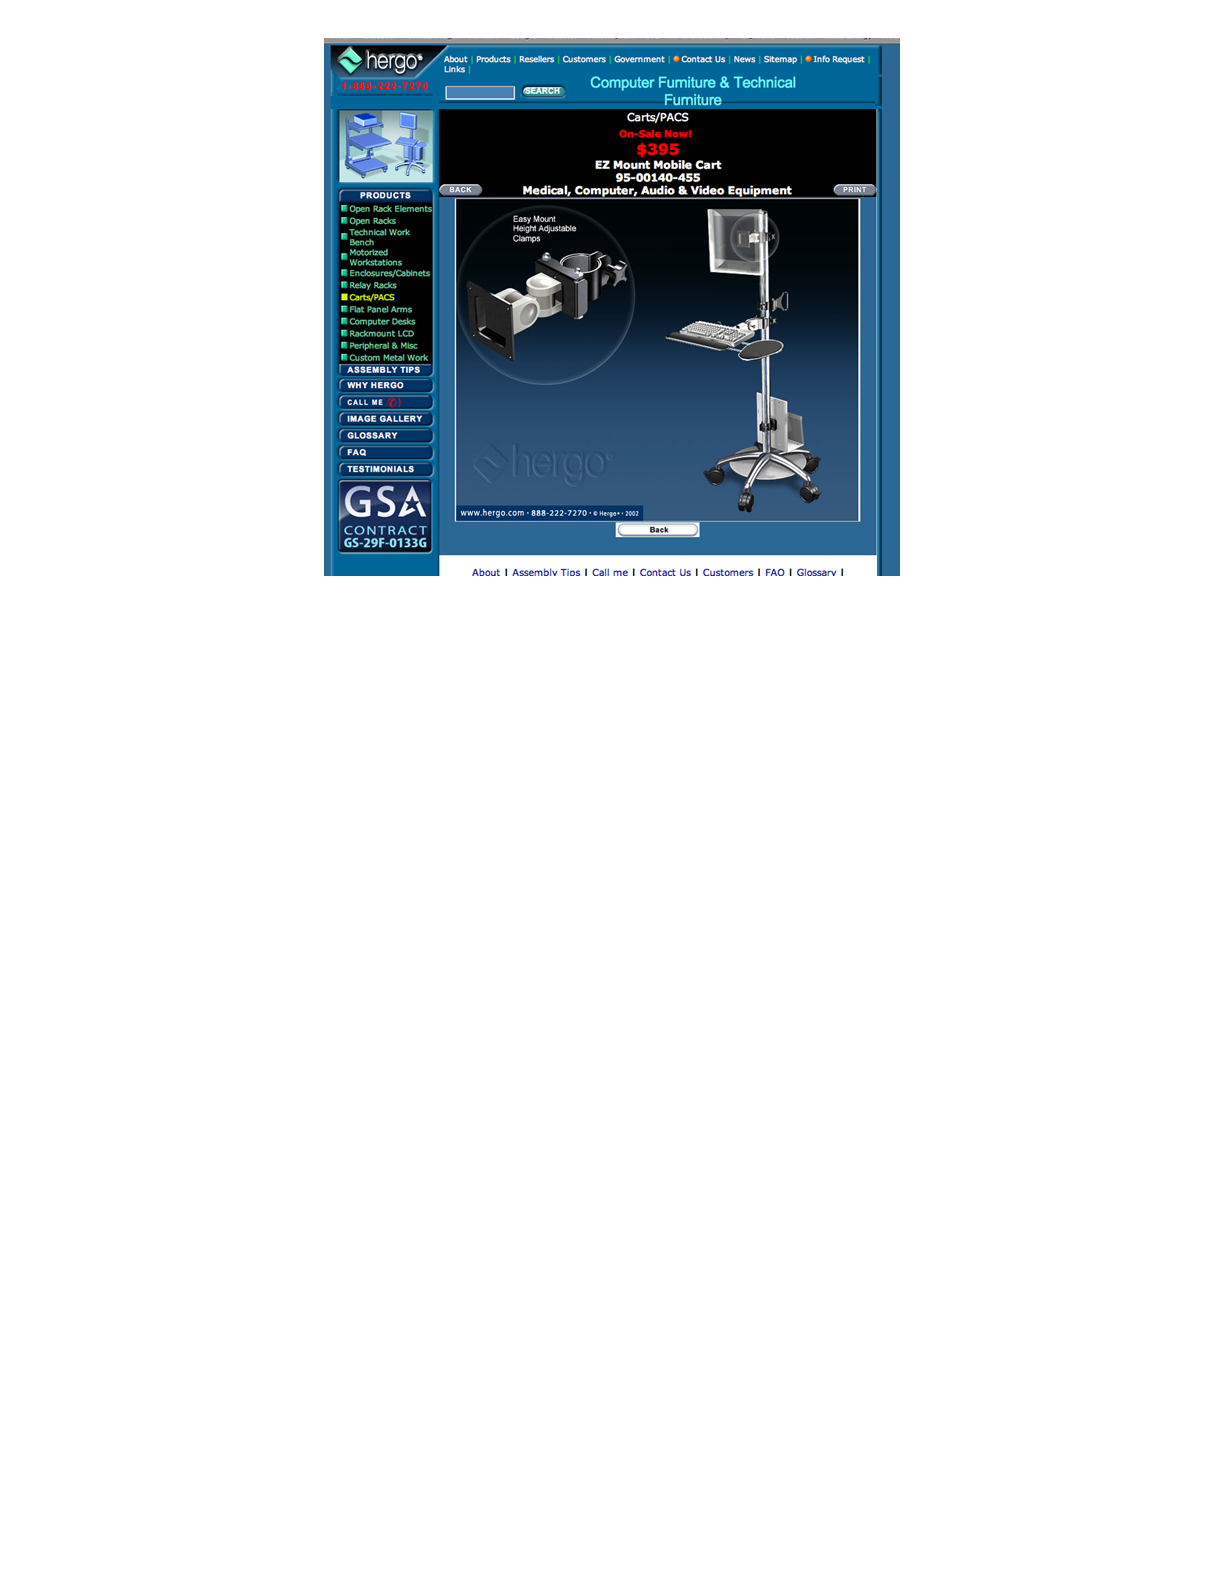 hergo®
1-888-222-7270
About | Products | Resellers | Customers | Government | Contact Us | News | Sitemap | Info Request |
Links |
SEARCH
Computer Furniture & Technical
Furniture
Carts/PACS
On-Sale Now!
$395
EZ Mount Mobile Cart
95-00140-455
BACK
Medical, Computer, Audio & Video Equipment
PRINT
PRODUCTS
Open Rack Elements
Open Racks
Technical Work
Bench
Motorized
Workstations
Enclosures/Cabinets
Relay Racks
Carts/PACS
Flat Panel Arms
Computer Desks
Rackmount LCD
Peripheral & Misc
Custom Metal Work
ASSEMBLY TIPS
WHY HERGO
CALL ME
IMAGE GALLERY
GLOSSARY
FAQ
TESTIMONIALS
GSA
CONTRACT
GS-29F-0133G
Easy Mount
Height Adjustable
Clamps
hergo®
www.hergo.com · 888-222-7270 · © Hergo® · 2002
Back
About | Assembly Tips | Call me | Contact Us | Customers | FAQ | Glossary |